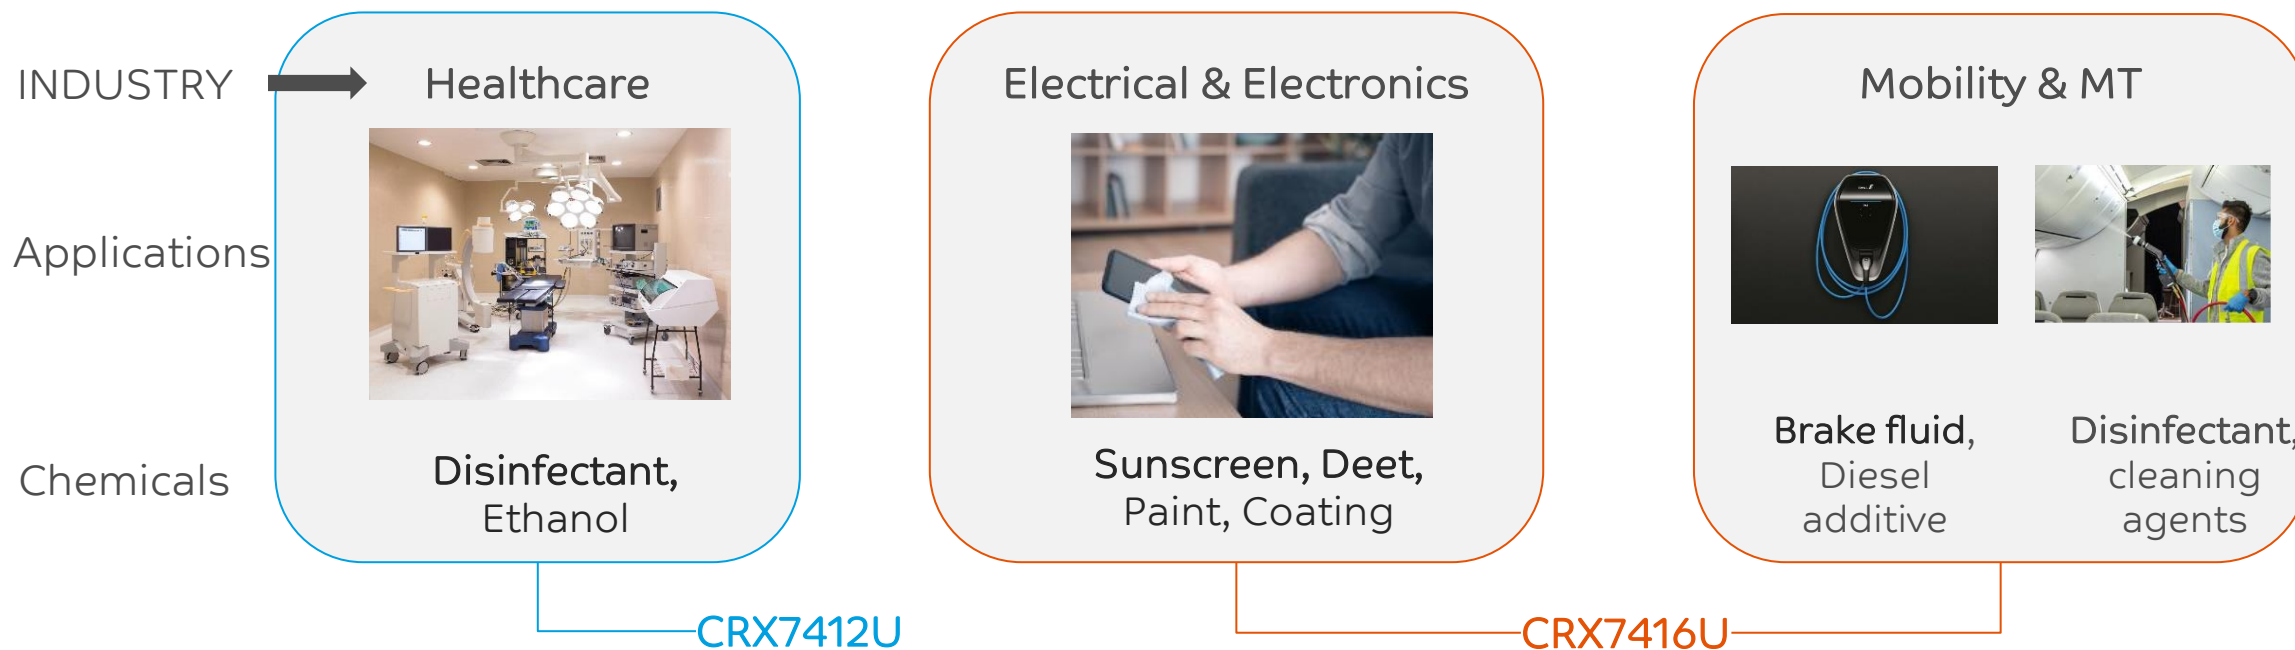 INDUSTRY
Healthcare
Electrical & Electronics
Mobility & MT
Applications
Chemicals
Disinfectant,
Ethanol
Sunscreen, Deet,
Paint, Coating
Brake fluid,
Diesel
additive
Disinfectant,
cleaning
agents
CRX7412U
CRX7416U